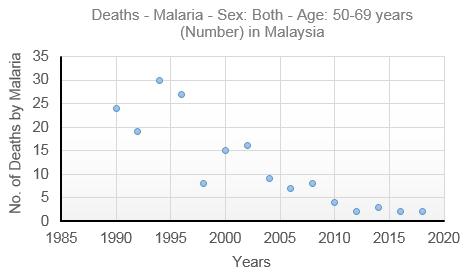 Deaths - Malaria - Sex: Both - Age: 50-69 years
(Number) in Malaysia
No. of Deaths by Malaria
35
30
25
20
15
10
5
0
1985 1990 1995 2000 2005 2010 2015 2020
Years